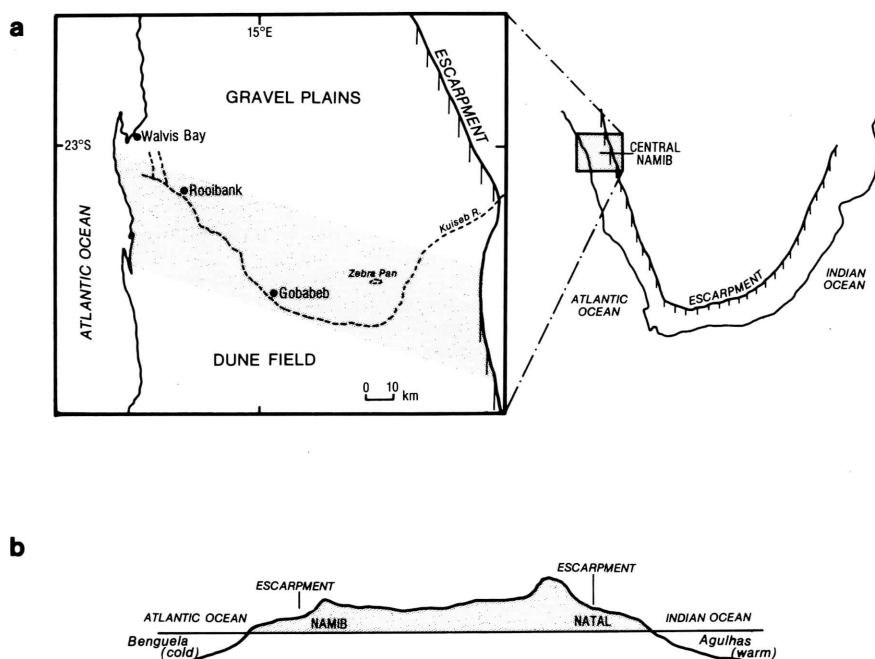 a
15°E
ESCARPMENT
GRAVEL PLAINS
23°S
Walvis Bay
Rooibank
Kuiseb R.
Zebra Pan
Gobabeb
ATLANTIC OCEAN
DUNE FIELD
0 10
km
CENTRAL
NAMIB
ESCARPMENT
INDIAN
OCEAN
ATLANTIC
OCEAN
b
ESCARPMENT
ESCARPMENT
ATLANTIC OCEAN
NAMIB
NATAL
INDIAN OCEAN
Benguela
(cold)
Agulhas
(warm)